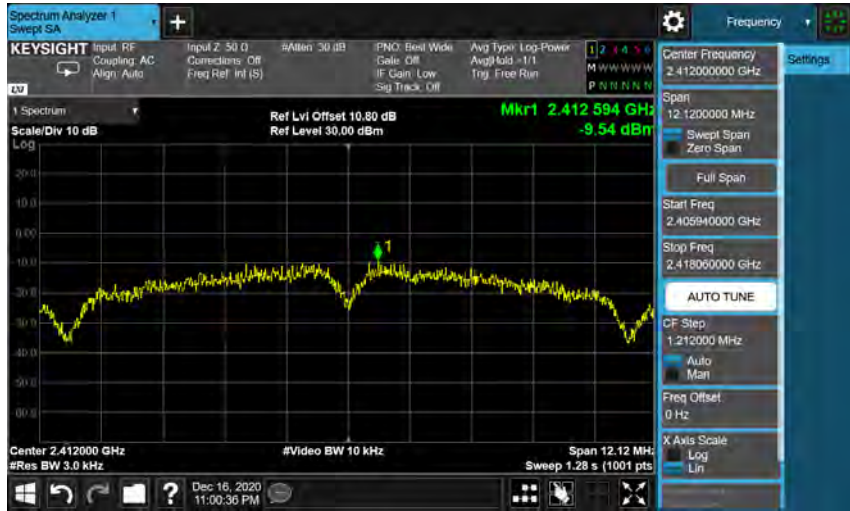 Spectrum Analyzer 1
Swept SA
+
Frequency
KEYSIGHT
Input: RF
Coupling: AC
Align: Auto
Input Z: 50 Ω
Corrections: Off
Freq Ref: Int (S)
#Atten: 30 dB
PNO: Best Wide
Gate: Off
IF Gain: Low
Sig Track: Off
Avg Type: Log-Power
Avg|Hold: >1/1
Trig: Free Run
1 2 3 4 5 6
M W W W W W
P N N N N N
Settings
1 Spectrum
Scale/Div 10 dB
Log
Ref Lvl Offset 10.80 dB
Ref Level 30.00 dBm
Mkr1 2.412 594 GHz
-9.54 dBm
20.0
10.0
0.00
-10.0
-20.0
-30.0
-40.0
-50.0
-60.0
1
Center 2.412000 GHz
#Res BW 3.0 kHz
#Video BW 10 kHz
Span 12.12 MHz
Sweep 1.28 s (1001 pts
Center Frequency
2.412000000 GHz
Span
12.1200000 MHz
Swept Span
Zero Span
Full Span
Start Freq
2.405940000 GHz
Stop Freq
2.418060000 GHz
AUTO TUNE
CF Step
1.212000 MHz
Auto
Man
Freq Offset
0 Hz
X Axis Scale
Log
Lin
?
Dec 16, 2020
11:00:36 PM